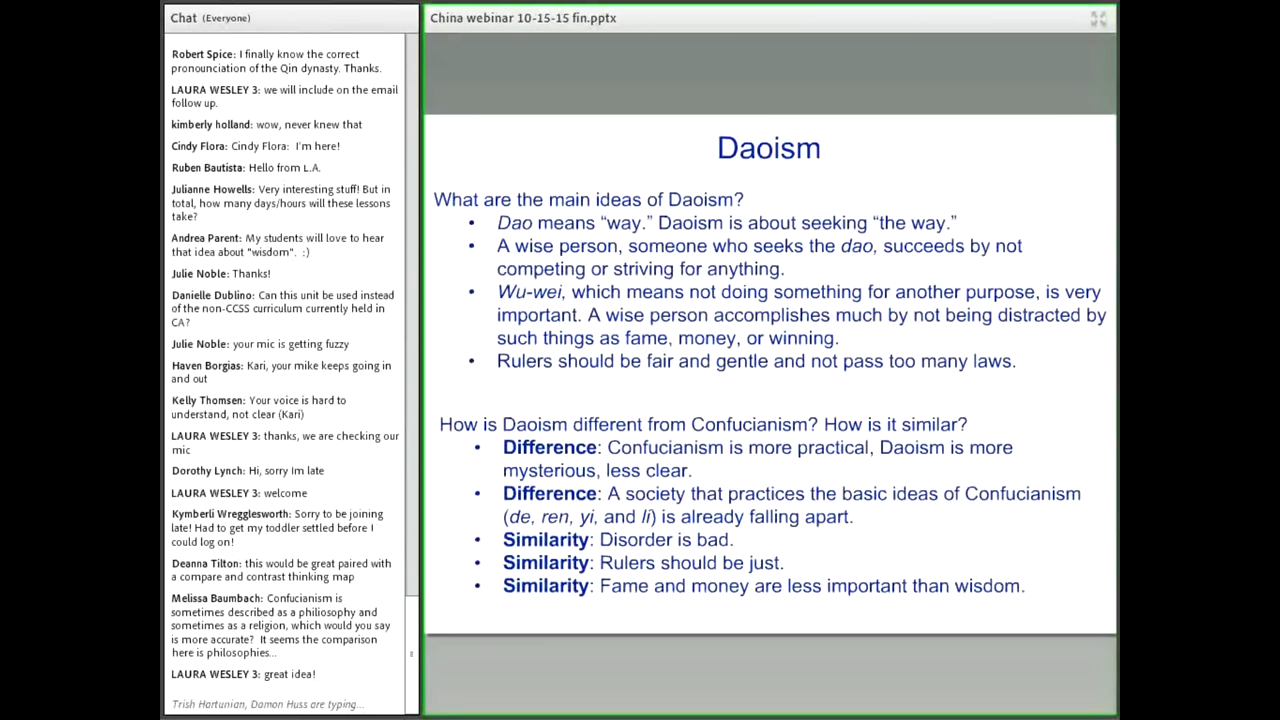 Chat (Everyone)
Robert Spice: I finally know the correct
pronounciation of the Qin dynasty. Thanks.
LAURA WESLEY 3: we will include on the email
follow up.
kimberly holland: wow, never knew that
Cindy Flora: Cindy Flora:  I'm here!
Ruben Bautista: Hello from L.A.
Julianne Howells: Very interesting stuff! But in
total, how many days/hours will these lessons
take?
Andrea Parent: My students will love to hear
that idea about "wisdom".  :)
Julie Noble: Thanks!
Danielle Dublino: Can this unit be used instead
of the non-CCSS curriculum currently held in
CA?
Julie Noble: your mic is getting fuzzy
Haven Borgias: Kari, your mike keeps going in
and out
Kelly Thomsen: Your voice is hard to
understand, not clear (Kari)
LAURA WESLEY 3: thanks, we are checking our
mic
Dorothy Lynch: Hi, sorry Im late
LAURA WESLEY 3: welcome
Kymberli Wregglesworth: Sorry to be joining
late! Had to get my toddler settled before I
could log on!
Deanna Tilton: this would be great paired with
a compare and contrast thinking map
Melissa Baumbach: Confucianism is
sometimes described as a philosophy and
sometimes as a religion, which would you say
is more accurate?  It seems the comparison
here is philosophies...
LAURA WESLEY 3: great idea!
Trish Hartunian, Damon Huss are typing...
China webinar 10-15-15 fin.pptx
Daoism
What are the main ideas of Daoism?
• Dao means “way.” Daoism is about seeking “the way.”
• A wise person, someone who seeks the dao, succeeds by not
competing or striving for anything.
• Wu-wei, which means not doing something for another purpose, is very
important. A wise person accomplishes much by not being distracted by
such things as fame, money, or winning.
• Rulers should be fair and gentle and not pass too many laws.
How is Daoism different from Confucianism? How is it similar?
• Difference: Confucianism is more practical, Daoism is more
mysterious, less clear.
• Difference: A society that practices the basic ideas of Confucianism
(de, ren, yi, and li) is already falling apart.
• Similarity: Disorder is bad.
• Similarity: Rulers should be just.
• Similarity: Fame and money are less important than wisdom.